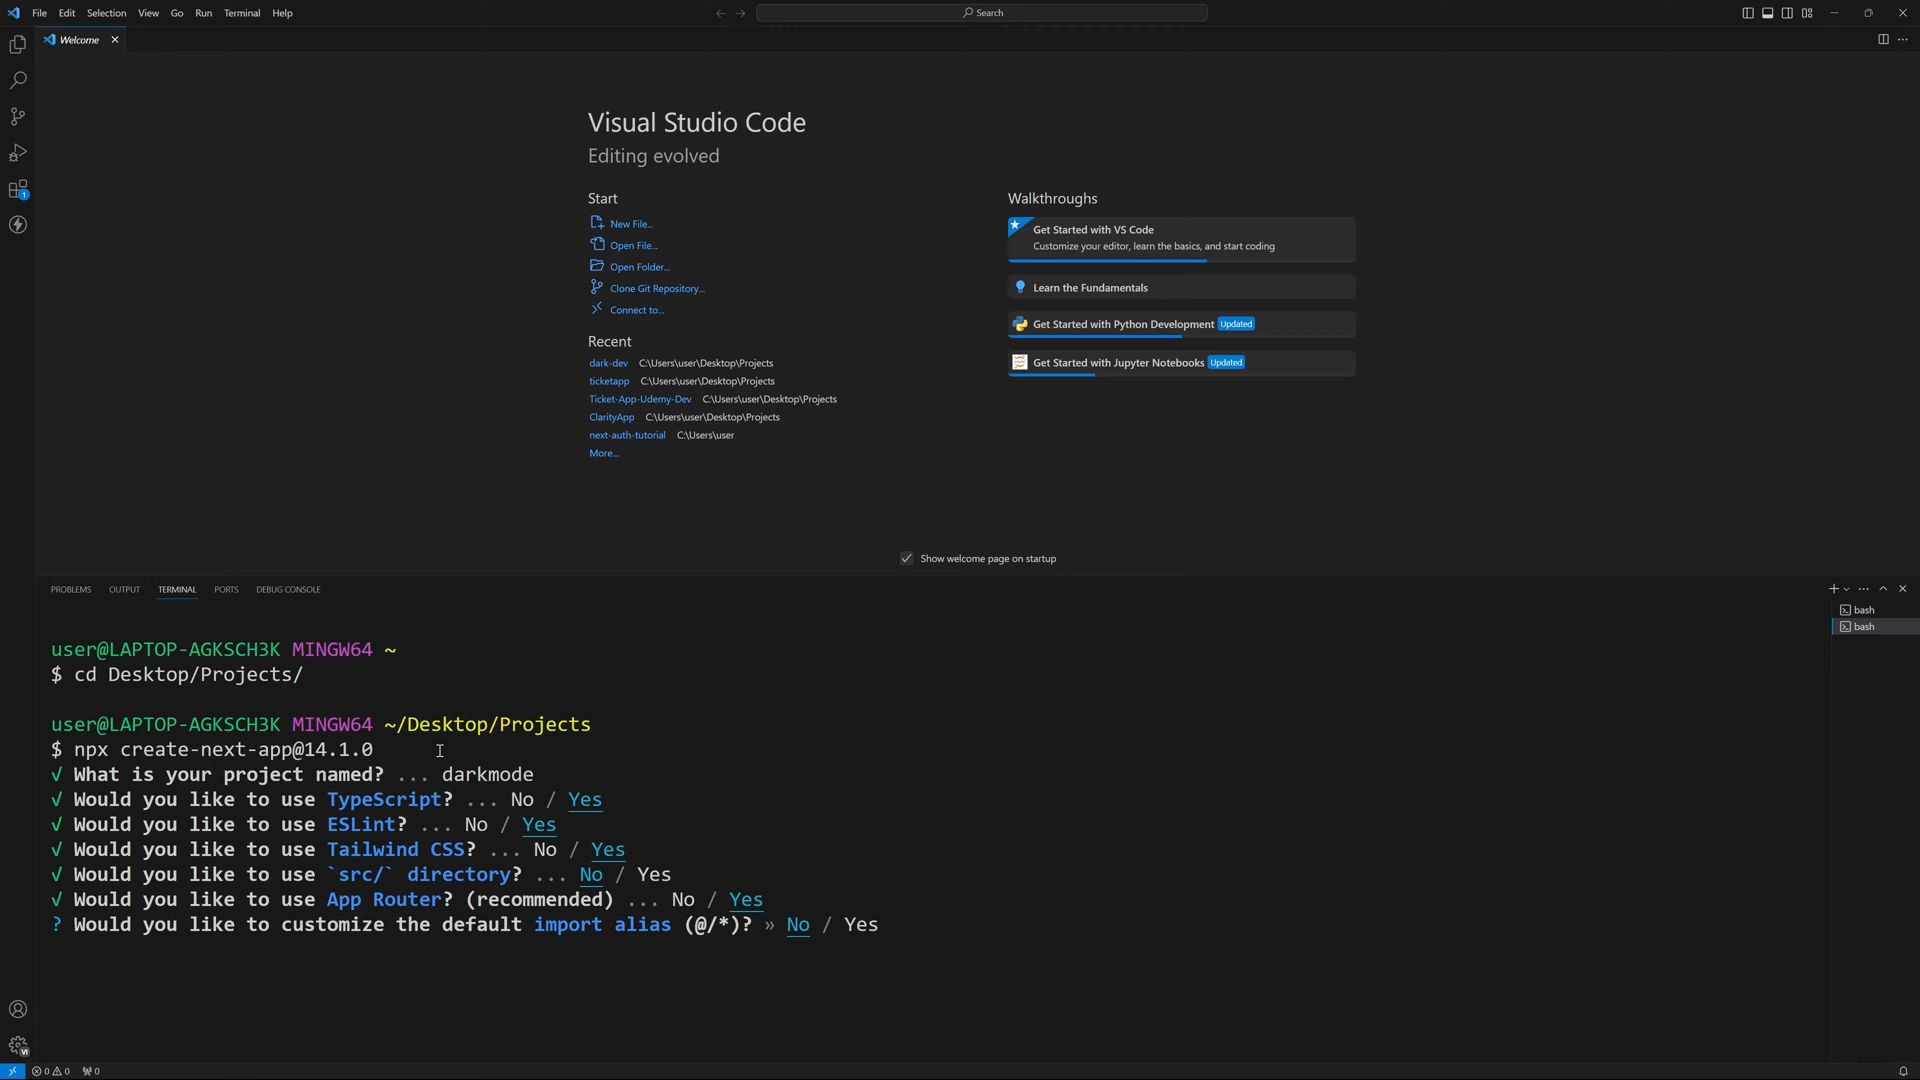 File Edit Selection View Go Run Terminal Help
Search
Welcome
Visual Studio Code
Editing evolved
Start
New File...
Open File...
Open Folder...
Clone Git Repository...
Connect to...
Recent
dark-dev C:\Users\user\Desktop\Projects
ticketapp C:\Users\user\Desktop\Projects
Ticket-App-Udemy-Dev C:\Users\user\Desktop\Projects
ClarityApp C:\Users\user\Desktop\Projects
next-auth-tutorial C:\Users\user
More...
Walkthroughs
Get Started with VS Code
Customize your editor, learn the basics, and start coding
Learn the Fundamentals
Get Started with Python Development Updated
Get Started with Jupyter Notebooks Updated
Show welcome page on startup
1
PROBLEMS OUTPUT TERMINAL PORTS DEBUG CONSOLE
bash
bash
user@LAPTOP-AGKSCH3K MINGW64 ~
$ cd Desktop/Projects/
user@LAPTOP-AGKSCH3K MINGW64 ~/Desktop/Projects
$ npx create-next-app@14.1.0
√ What is your project named? ... darkmode
√ Would you like to use TypeScript? ... No / Yes
√ Would you like to use ESLint? ... No / Yes
√ Would you like to use Tailwind CSS? ... No / Yes
√ Would you like to use `src/` directory? ... No / Yes
√ Would you like to use App Router? (recommended) ... No / Yes
? Would you like to customize the default import alias (@/*)? » No / Yes
VI
0 0 0